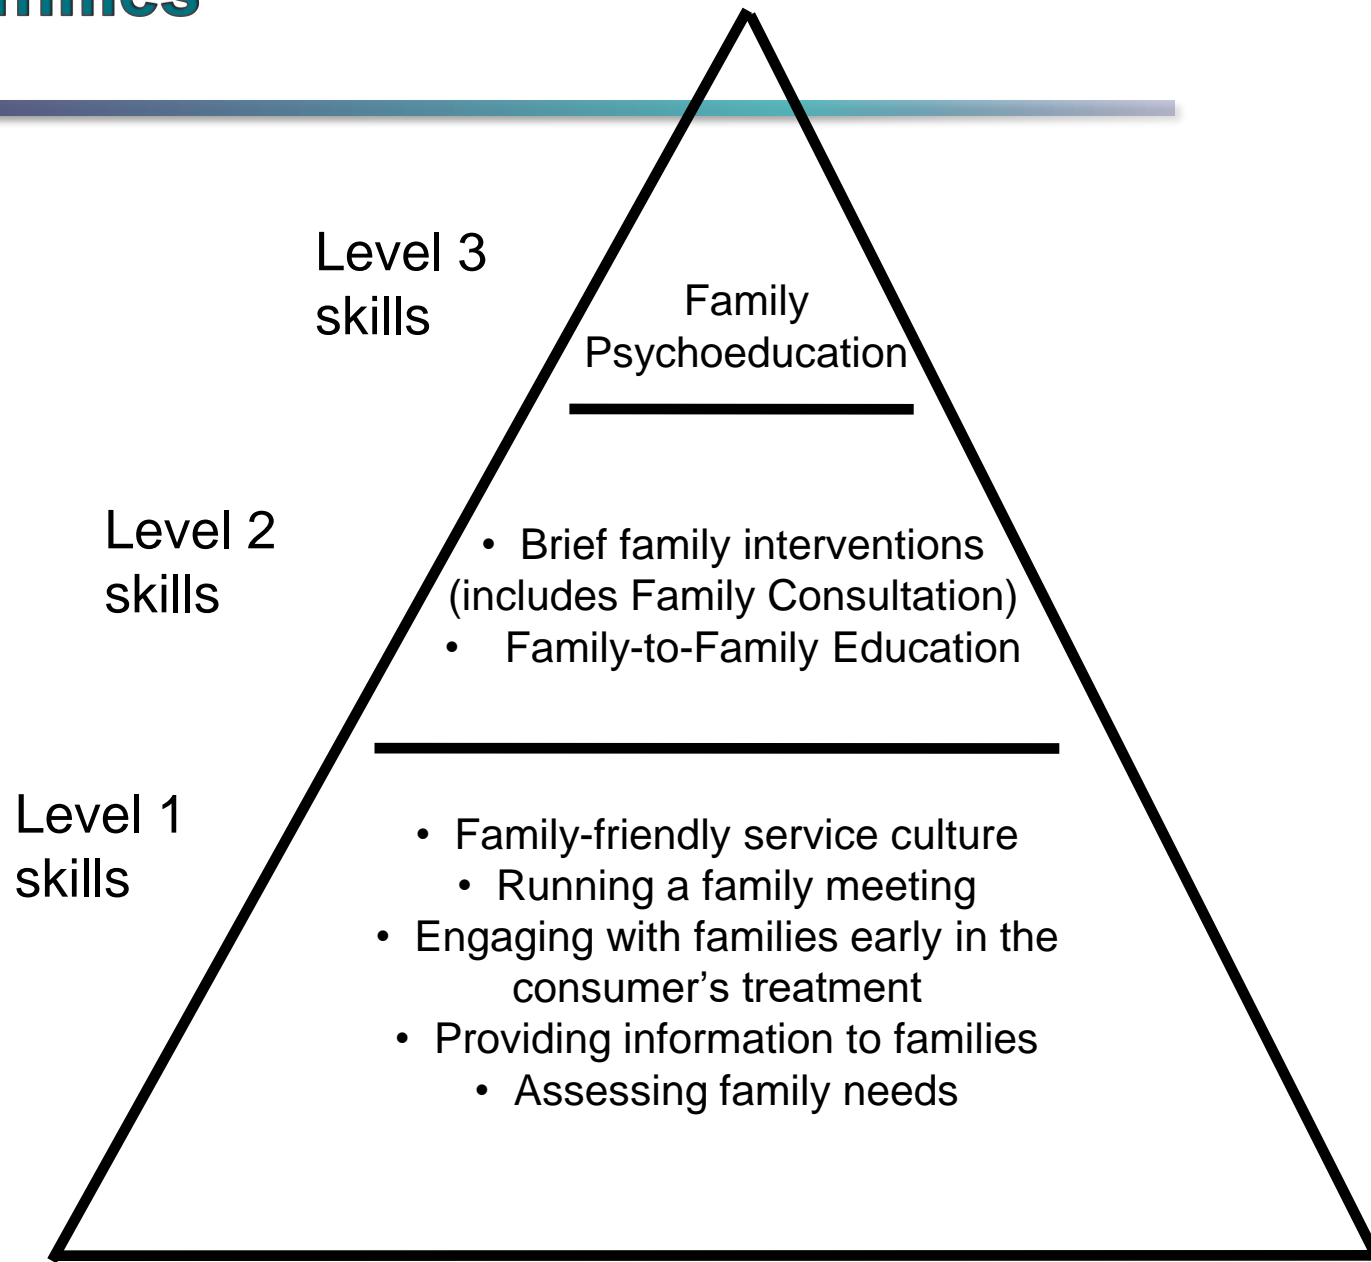 Level 3
skills
Family
Psychoeducation
Level 2
skills
• Brief family interventions
(includes Family Consultation)
• Family-to-Family Education
Level 1
skills
• Family-friendly service culture
• Running a family meeting
• Engaging with families early in the
consumer’s treatment
• Providing information to families
• Assessing family needs